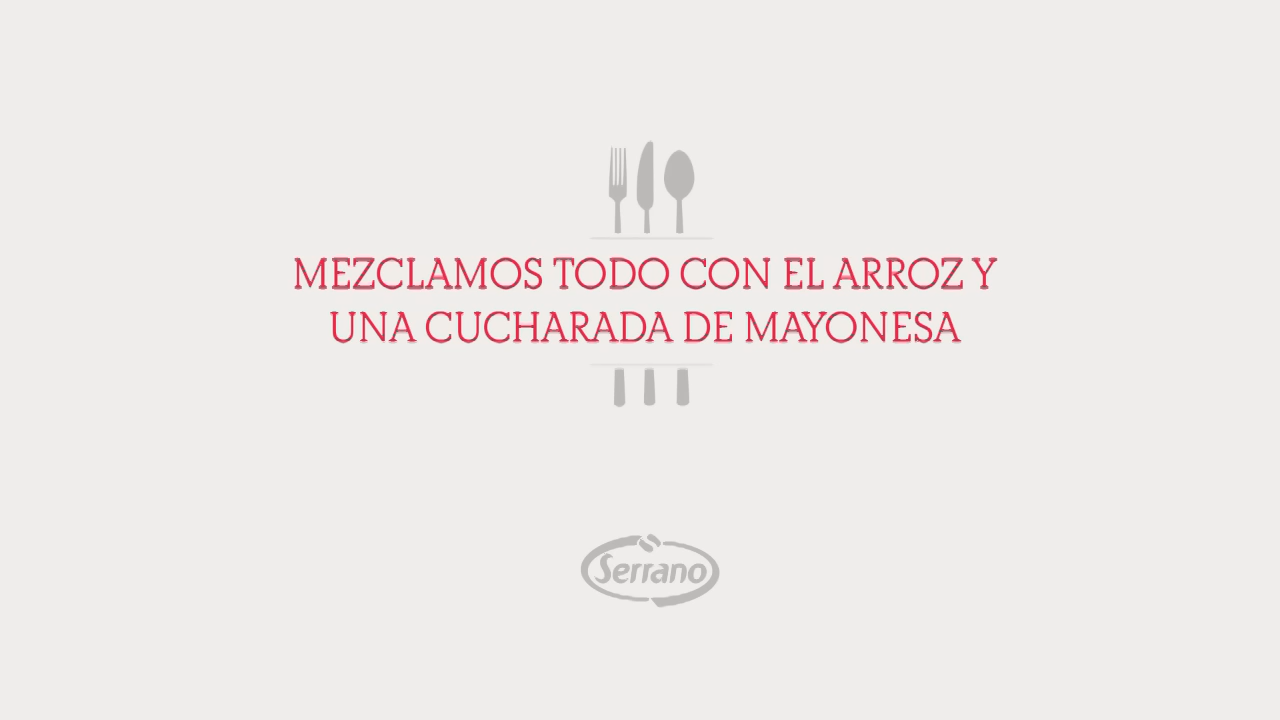 MEZCLAMOS TODO CON EL ARROZ Y
UNA CUCHARADA DE MAYONESA
Serrano